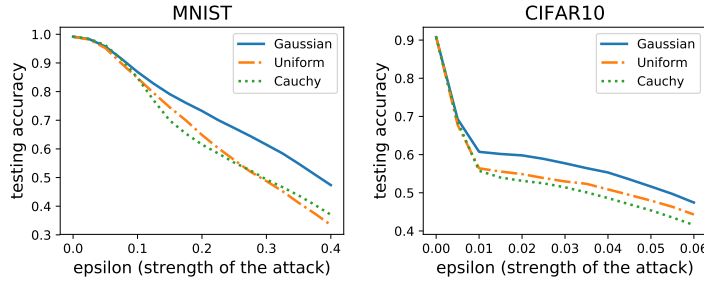 MNIST
1.0
0.9
0.8
0.7
0.6
0.5
0.4
0.3
0.0 0.1 0.2 0.3 0.4
testing accuracy
epsilon (strength of the attack)
Gaussian
Uniform
Cauchy
CIFAR10
0.9
0.8
0.7
0.6
0.5
0.4
0.00 0.01 0.02 0.03 0.04 0.05 0.06
testing accuracy
epsilon (strength of the attack)
Gaussian
Uniform
Cauchy